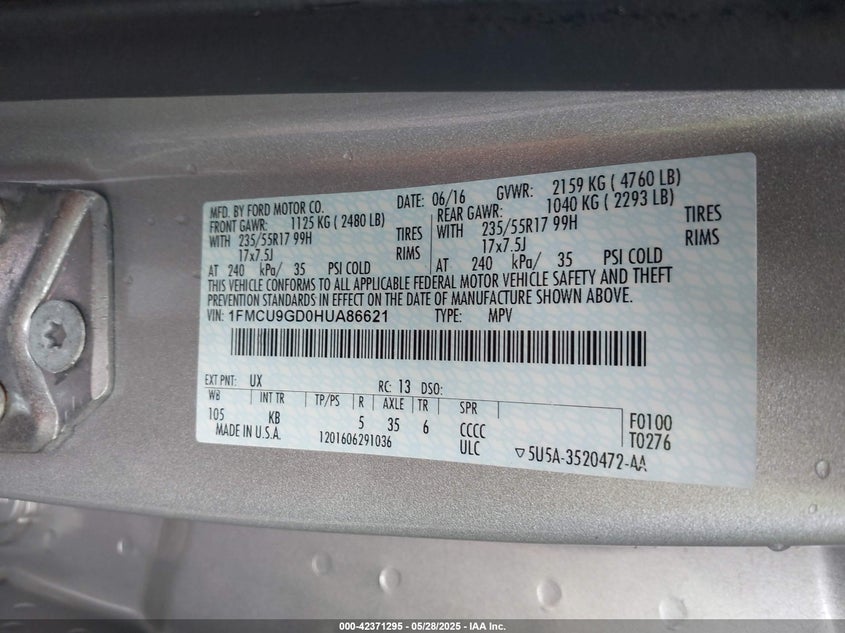 MFD. BY FORD MOTOR CO. DATE: 06/16 GVWR: 2159 KG ( 4760 LB)
FRONT GAWR: 1125 KG ( 2480 LB) REAR GAWR: 1040 KG ( 2293 LB)
WITH 235/55R17 99H TIRES WITH 235/55R17 99H TIRES
17x7.5J RIMS 17x7.5J RIMS
AT 240 kPa/ 35 PSI COLD AT 240 kPa/ 35 PSI COLD
THIS VEHICLE CONFORMS TO ALL APPLICABLE FEDERAL MOTOR VEHICLE SAFETY AND THEFT
PREVENTION STANDARDS IN EFFECT ON THE DATE OF MANUFACTURE SHOWN ABOVE.
VIN: 1FMCU9GD0HUA86621 TYPE: MPV
EXT PNT: UX RC: 13 DSO:
WB INT TR TP/PS R AXLE TR SPR
105 KB 5 35 6 CCCC F0100
MADE IN U.S.A. 1201606291036 ULC T0276
▽5U5A-3520472-AA
000-42371295 — 05/28/2025 — IAA Inc.